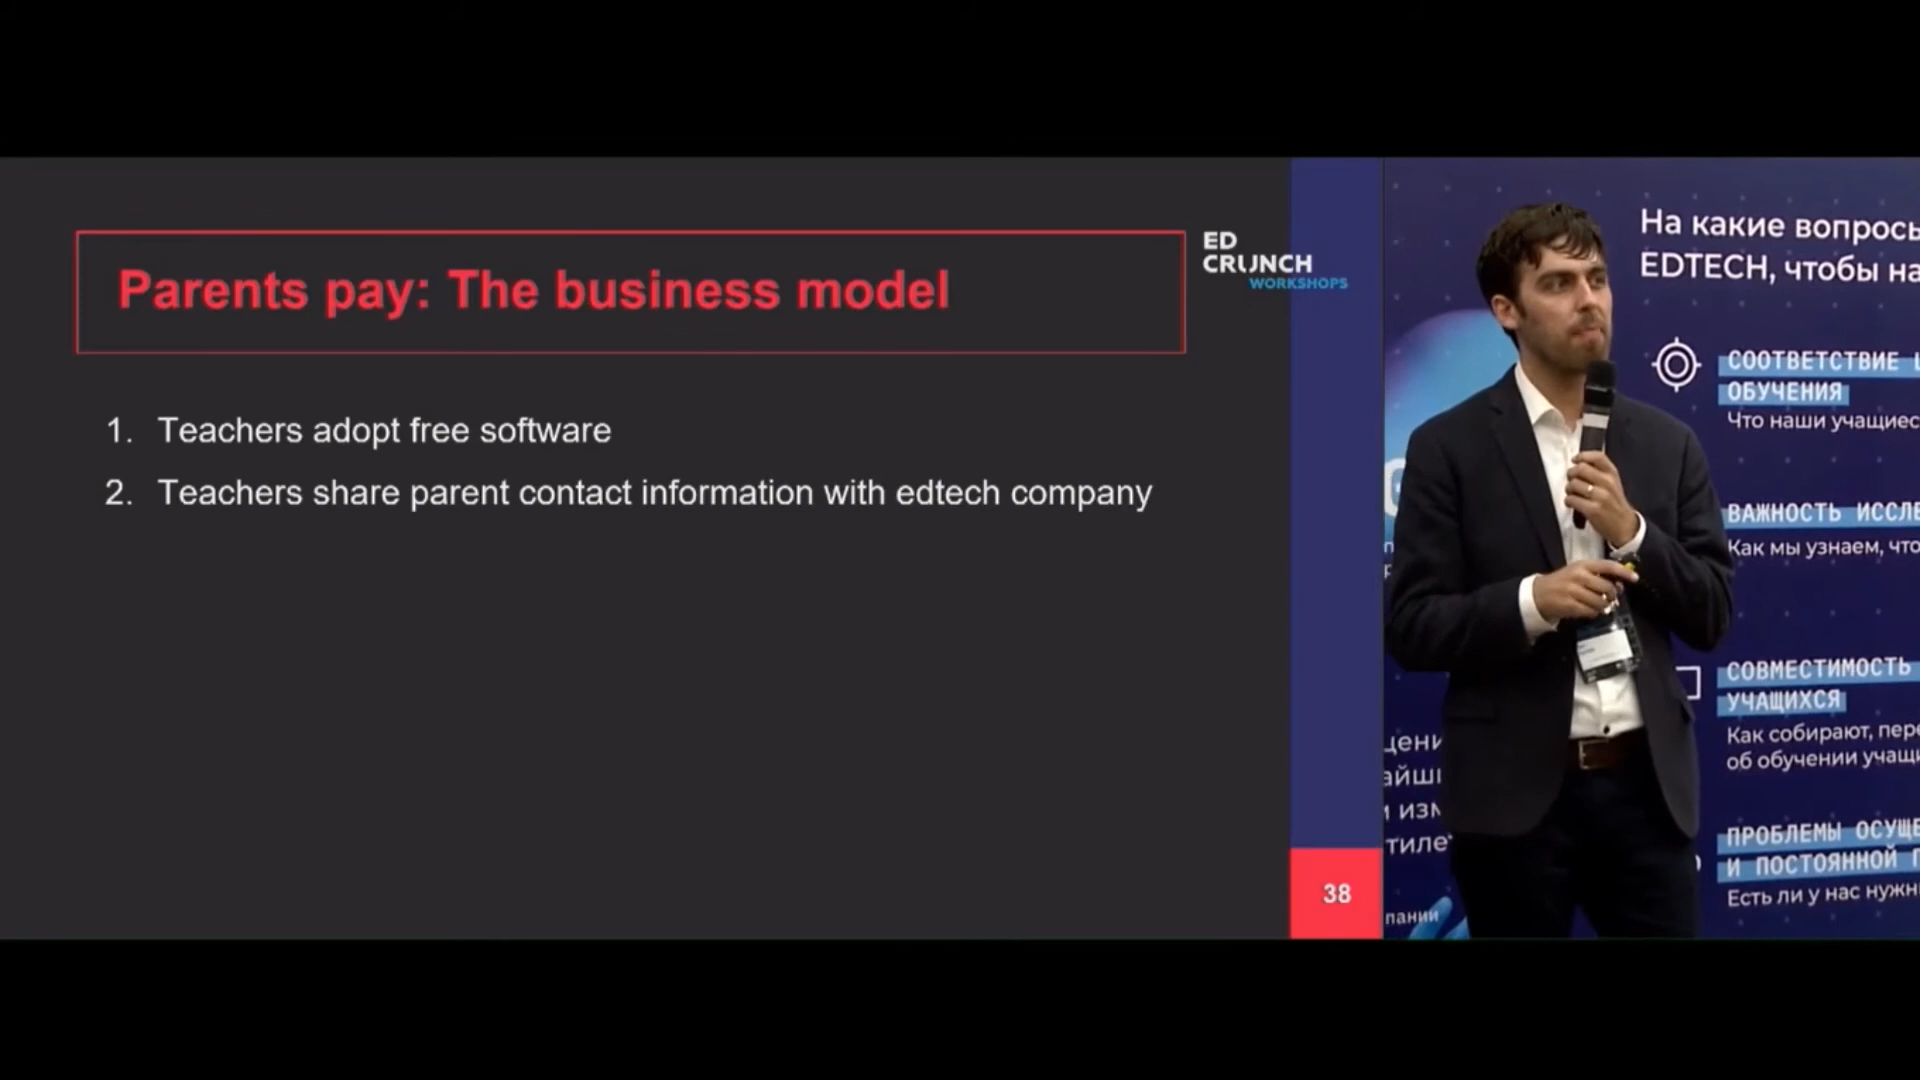 Parents pay: The business model
ED
CRUNCH
WORKSHOPS
1. Teachers adopt free software
2. Teachers share parent contact information with edtech company
38
На какие вопросы
EDTECH, чтобы на
СООТВЕТСТВИЕ
ОБУЧЕНИЯ
Что наши учащиес
ВАЖНОСТЬ ИССЛЕ
Как мы узнаем, что
СОВМЕСТИМОСТЬ
УЧАЩИХСЯ
Как собирают, пере
об обучении учащи
ПРОБЛЕМЫ ОСУЩЕ
И ПОСТОЯННОЙ П
Есть ли у нас нужн
пании